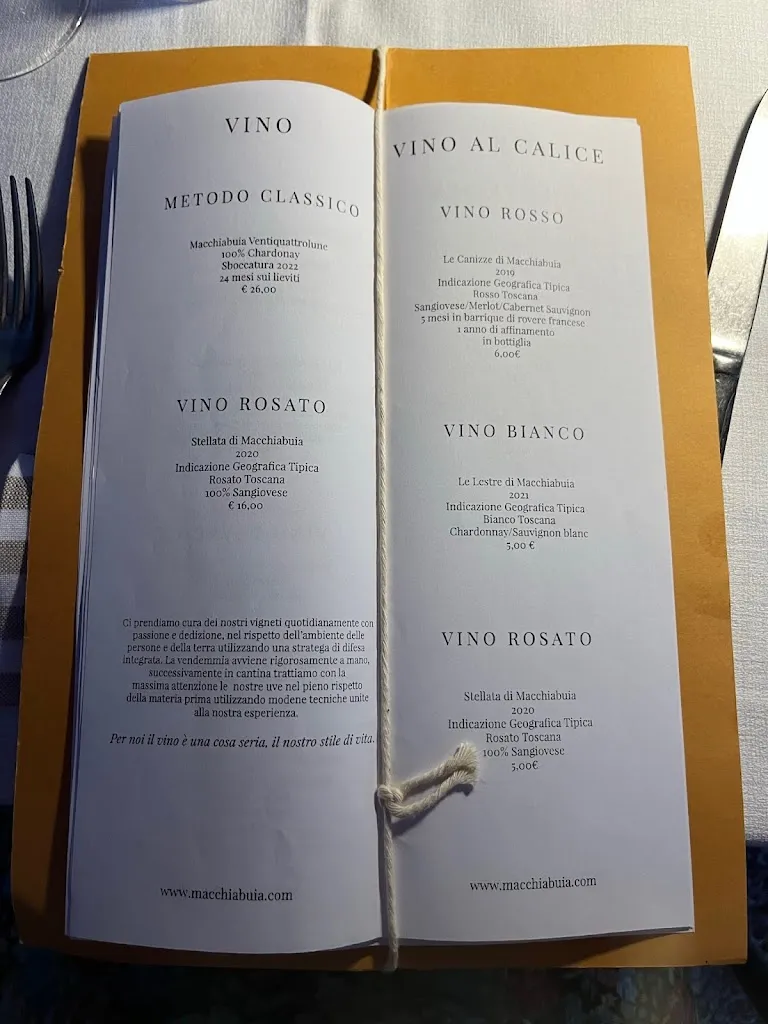 VINO
METODO CLASSICO
Macchiabuia Ventiquattrolune
100% Chardonay
Sboccatura 2022
24 mesi sui lieviti
€ 26,00
VINO ROSATO
Stellata di Macchiabuia
2020
Indicazione Geografica Tipica
Rosato Toscana
100% Sangiovese
€ 16,00
Ci prendiamo cura dei nostri vigneti quotidianamente con
passione e dedizione, nel rispetto dell'ambiente delle
persone e della terra utilizzando una stratega di difesa
integrata. La vendemmia avviene rigorosamente a mano,
successivamente in cantina trattiamo con la
massima attenzione le nostre uve nel pieno rispetto
della materia prima utilizzando modene tecniche unite
alla nostra esperienza.
Per noi il vino è una cosa seria, il nostro stile di vita.
www.macchiabuia.com
VINO AL CALICE
VINO ROSSO
Le Canizze di Macchiabuia
2019
Indicazione Geografica Tipica
Rosso Toscana
Sangiovese/Merlot/Cabernet Sauvignon
5 mesi in barrique di rovere francese
1 anno di affinamento
in bottiglia
6,00€
VINO BIANCO
Le Lestre di Macchiabuia
2021
Indicazione Geografica Tipica
Bianco Toscana
Chardonnay/Sauvignon blanc
5,00 €
VINO ROSATO
Stellata di Macchiabuia
2020
Indicazione Geografica Tipica
Rosato Toscana
100% Sangiovese
5,00€
www.macchiabuia.com